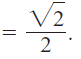 = √2/2.